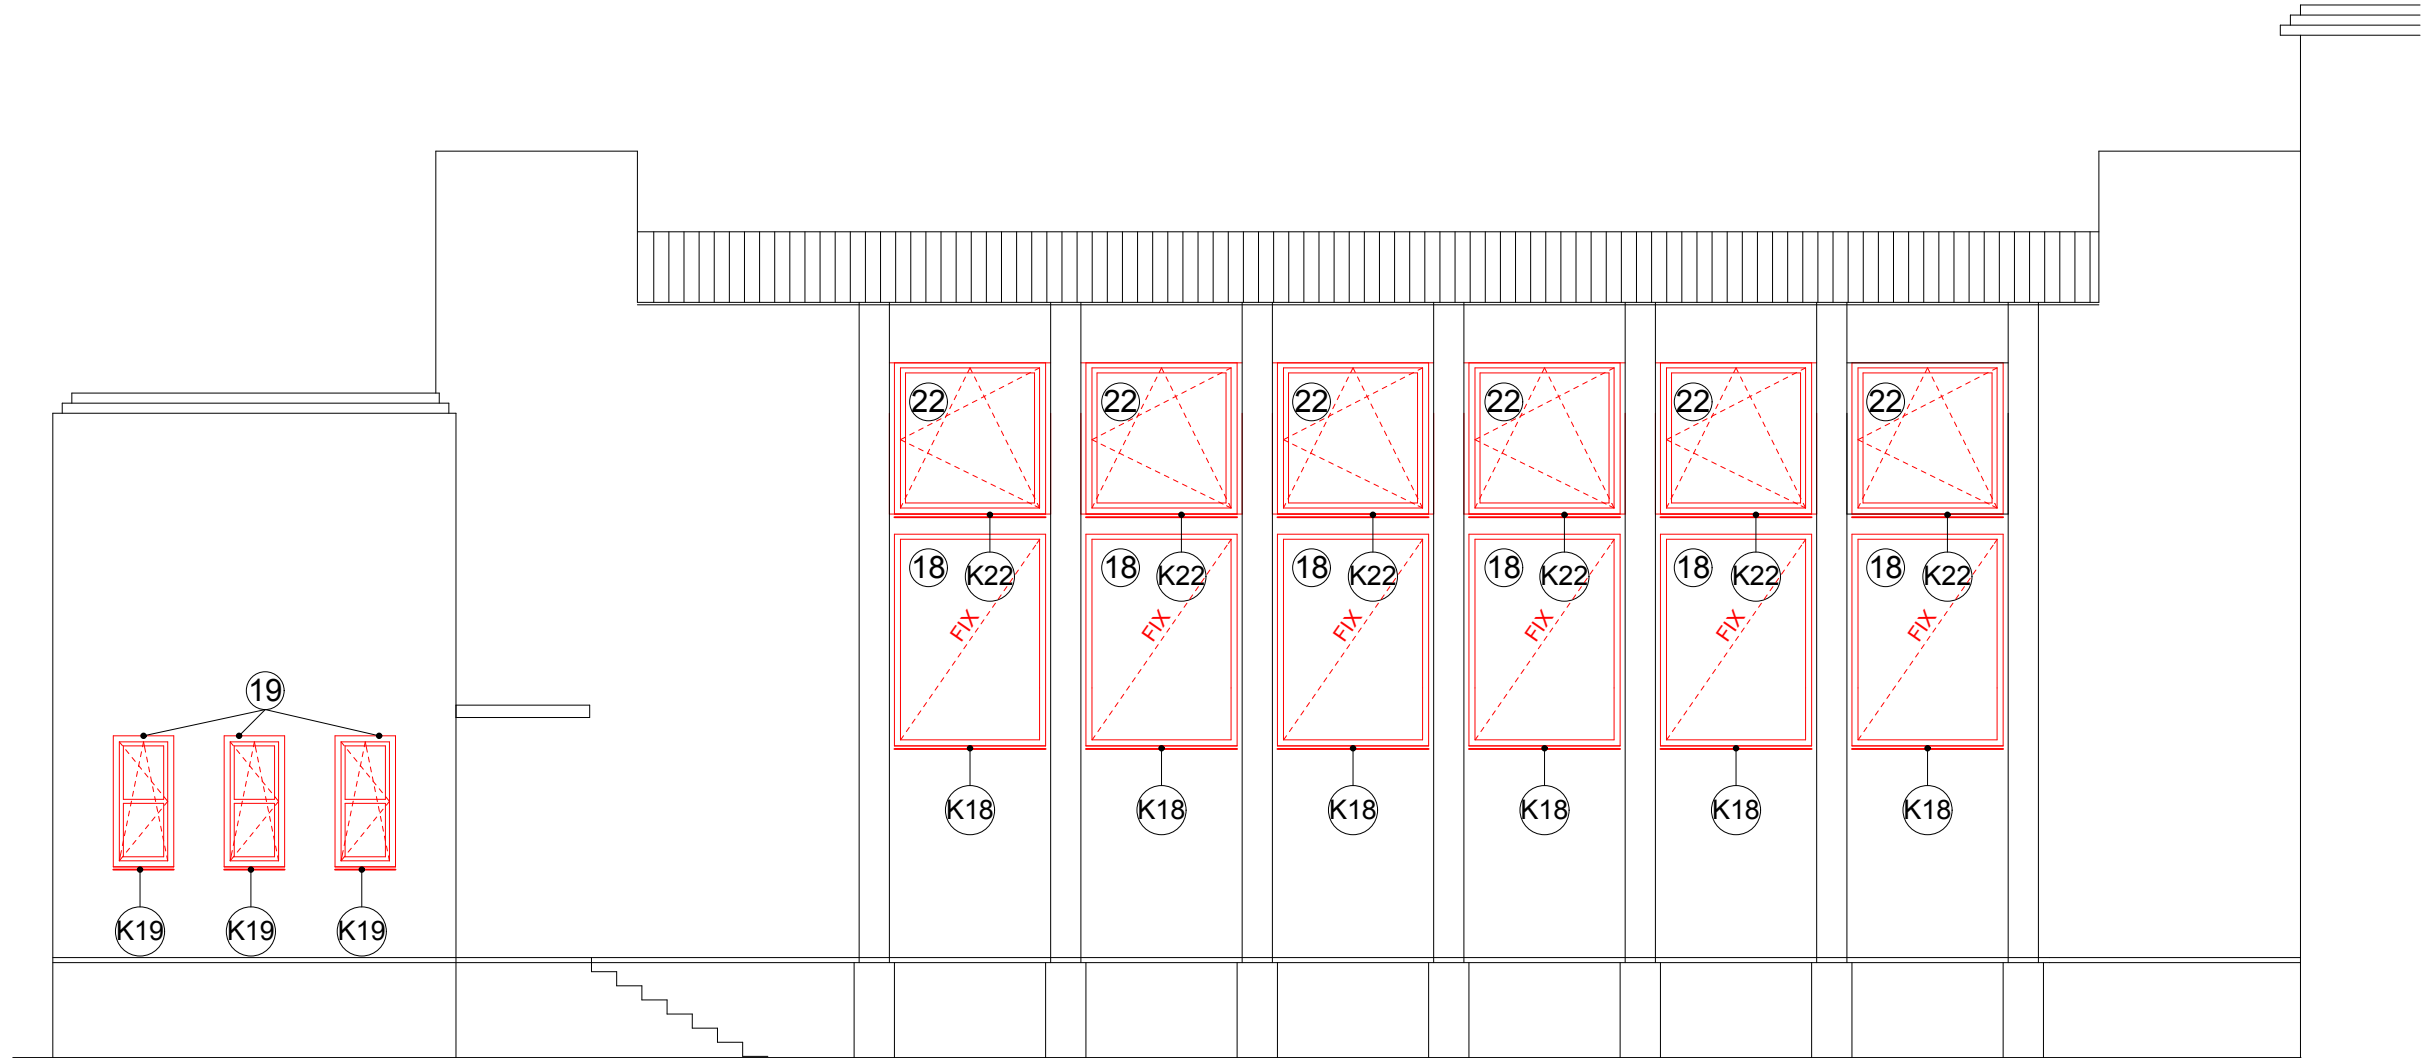 22 22 22 22 22 22
18 K22 18 K22 18 K22 18 K22 18 K22 18 K22
FIX FIX FIX FIX FIX FIX
19
K18 K18 K18 K18 K18 K18
K19 K19 K19